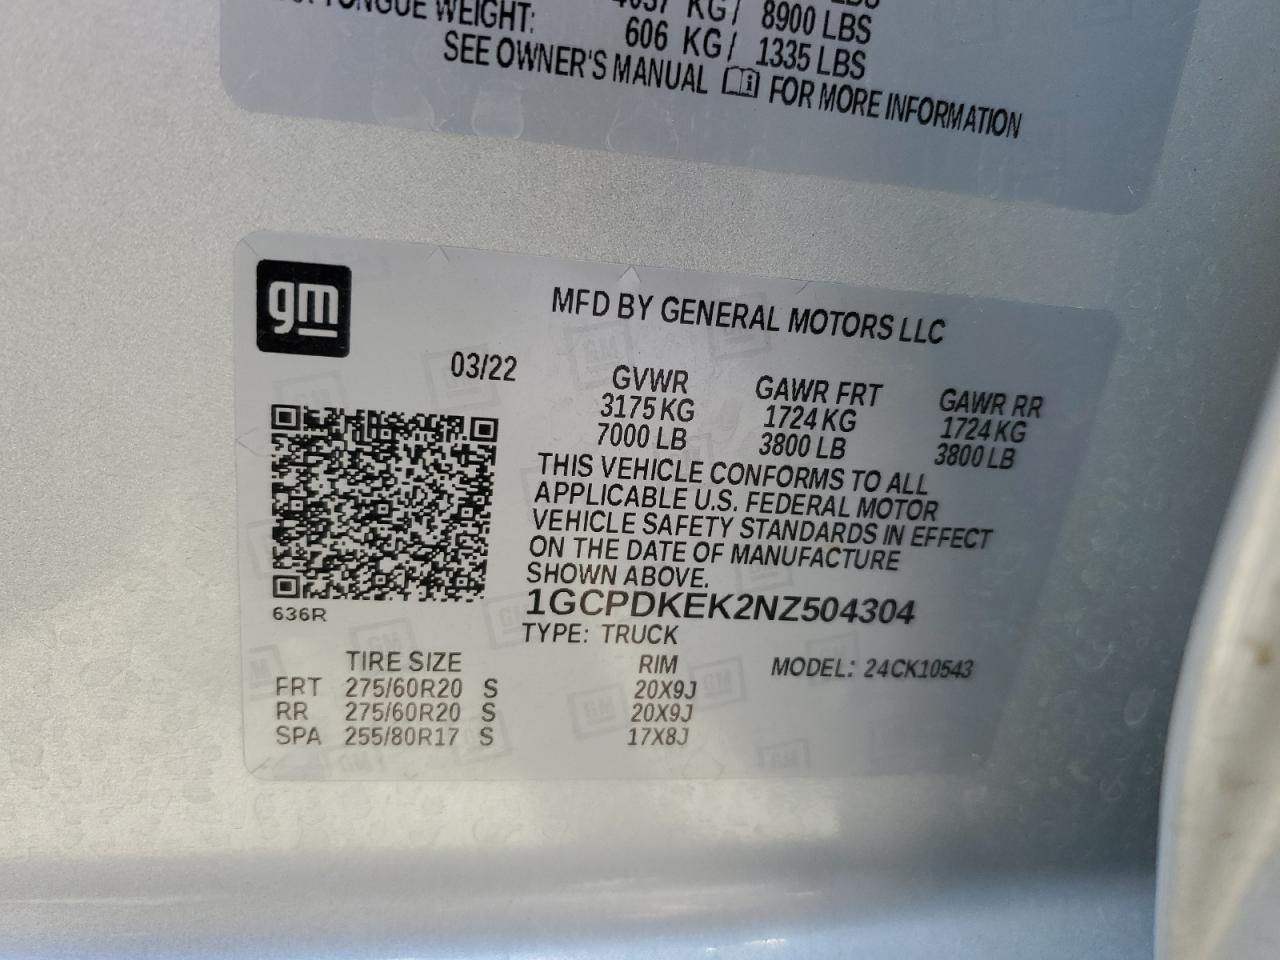 TONGUE WEIGHT:
KG/ 8900 LBS
606 KG/ 1335 LBS
SEE OWNER'S MANUAL FOR MORE INFORMATION
gm
MFD BY GENERAL MOTORS LLC
03/22
GVWR GAWR FRT GAWR RR
3175 KG 1724 KG 1724 KG
7000 LB 3800 LB 3800 LB
THIS VEHICLE CONFORMS TO ALL
APPLICABLE U.S. FEDERAL MOTOR
VEHICLE SAFETY STANDARDS IN EFFECT
ON THE DATE OF MANUFACTURE
SHOWN ABOVE.
636R
1GCPDKEK2NZ504304
TYPE: TRUCK
TIRE SIZE RIM MODEL: 24CK10543
FRT 275/60R20 S 20X9J
RR 275/60R20 S 20X9J
SPA 255/80R17 S 17X8J